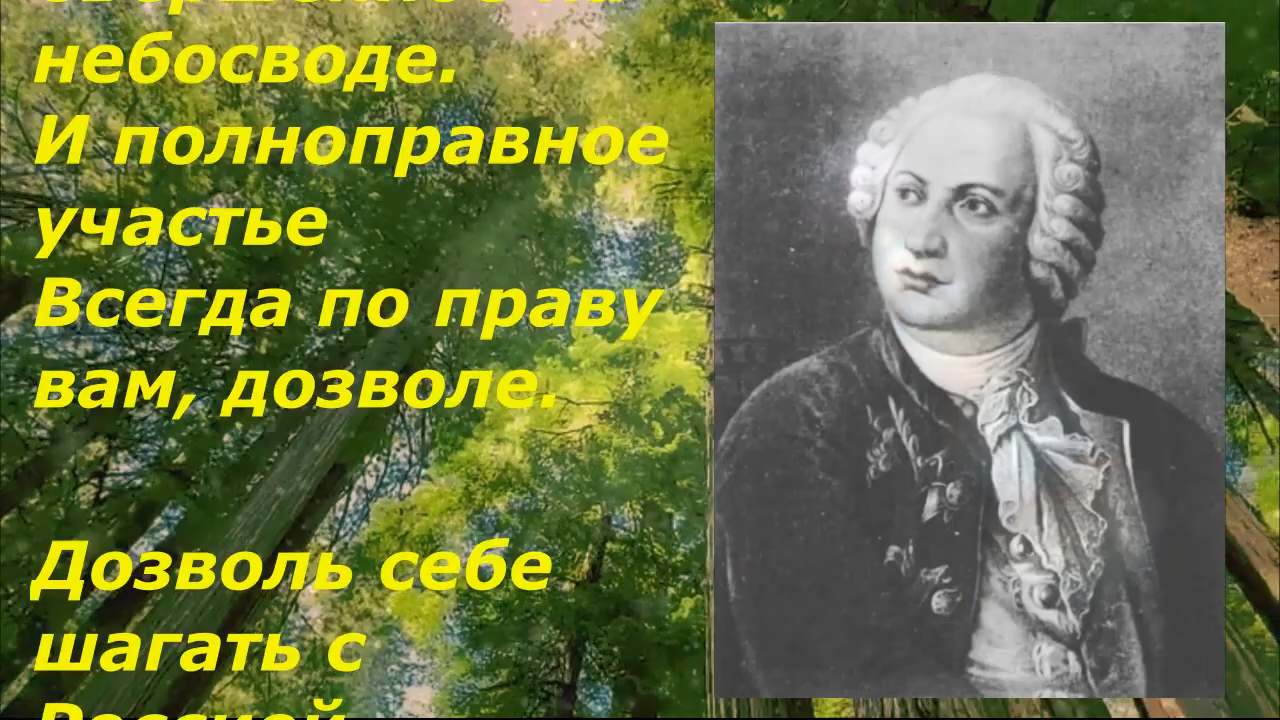 небосводе.
И полноправное
участье
Всегда по праву
вам, дозволе.
Дозволь себе
шагать с